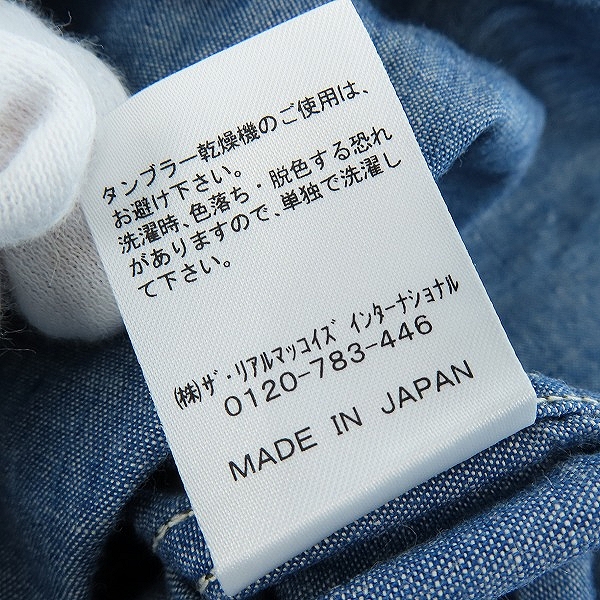 タンブラー乾燥機のご使用は、
お避け下さい。
洗濯時、色落ち・脱色する恐れ
がありますので、単独で洗濯し
て下さい。
㈱ｻﾞ・ﾘｱﾙﾏｯｺｲｽﾞ ｲﾝﾀｰﾅｼｮﾅﾙ
0120-783-446
MADE IN JAPAN